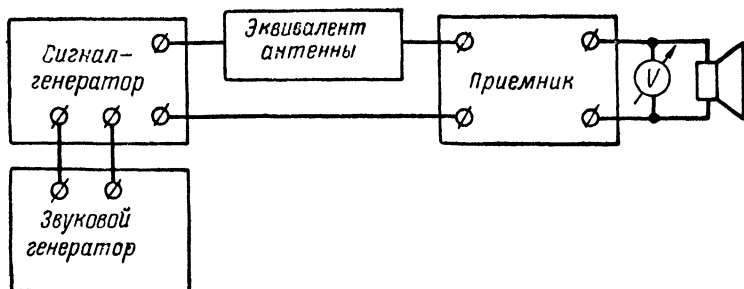 Сигнал-
генератор
Эквивалент
антенны
Приемник
V
Звуковой
генератор